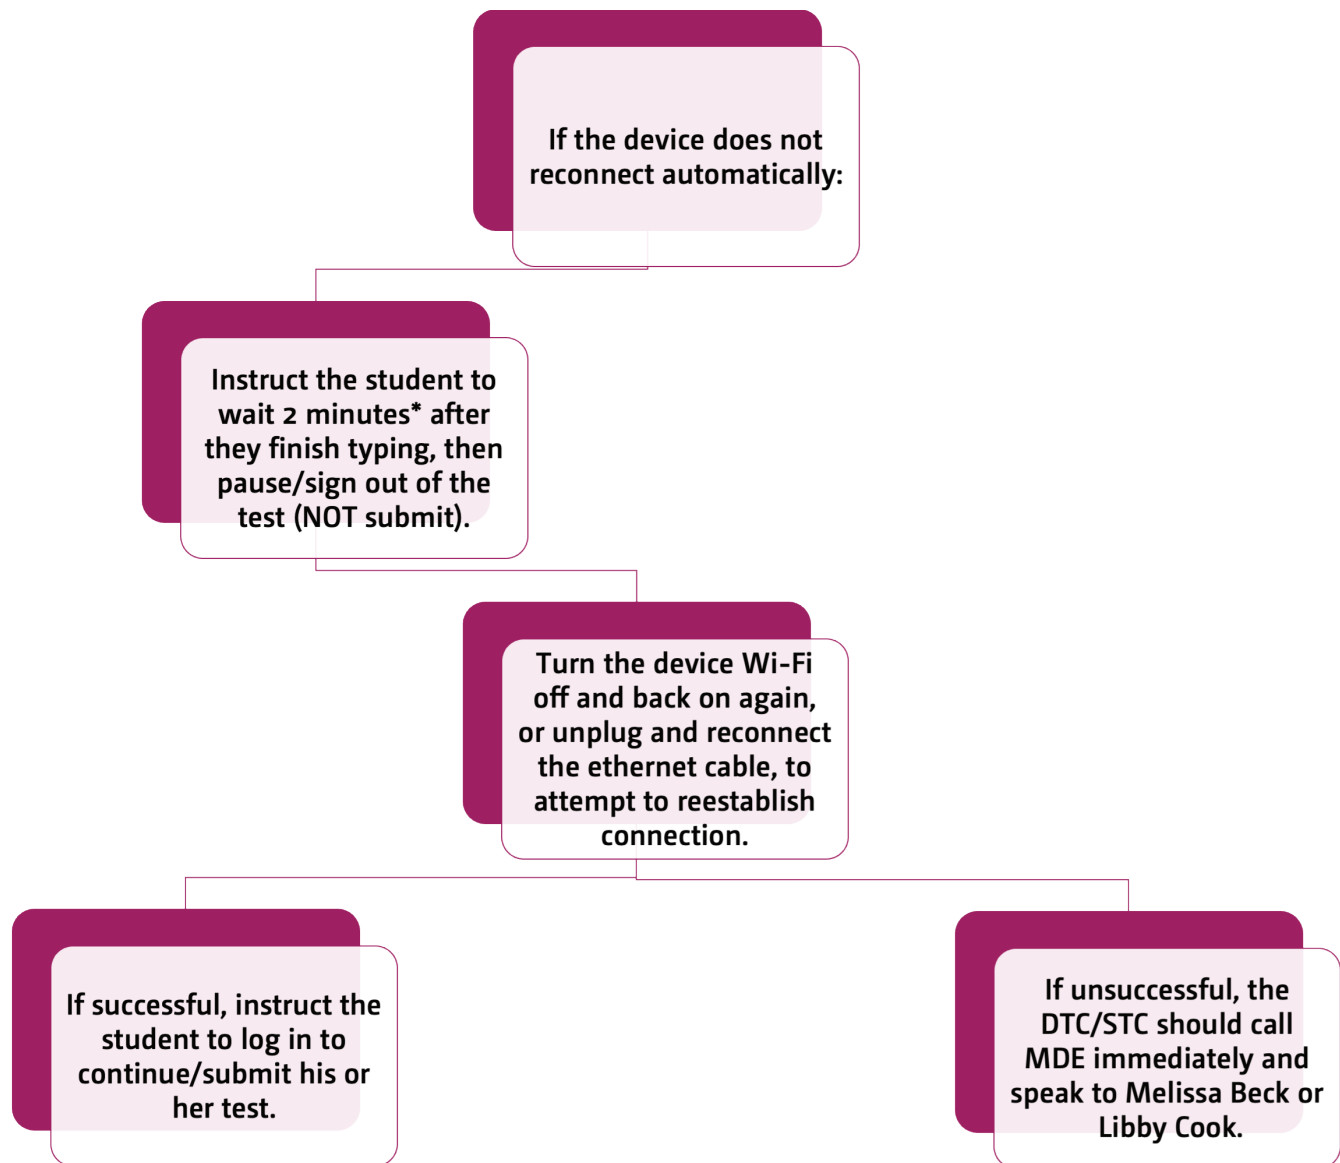 If the device does not
reconnect automatically:
Instruct the student to
wait 2 minutes* after
they finish typing, then
pause/sign out of the
test (NOT submit).
Turn the device Wi-Fi
off and back on again,
or unplug and reconnect
the ethernet cable, to
attempt to reestablish
connection.
If successful, instruct the
student to log in to
continue/submit his or
her test.
If unsuccessful, the
DTC/STC should call
MDE immediately and
speak to Melissa Beck or
Libby Cook.